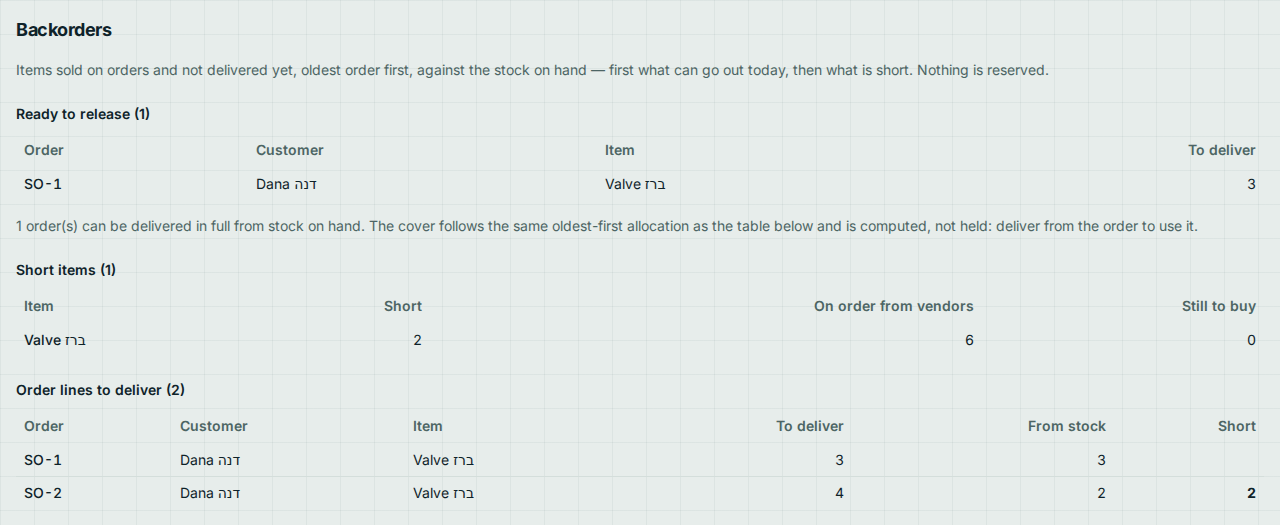 Backorders
Items sold on orders and not delivered yet, oldest order first, against the stock on hand — first what can go out today, then what is short. Nothing is reserved.
Ready to release (1)
Order Customer Item To deliver
SO-1 Dana דנה Valve ברז 3
1 order(s) can be delivered in full from stock on hand. The cover follows the same oldest-first allocation as the table below and is computed, not held: deliver from the order to use it.
Short items (1)
Item Short On order from vendors Still to buy
Valve ברז 2 6 0
Order lines to deliver (2)
Order Customer Item To deliver From stock Short
SO-1 Dana דנה Valve ברז 3 3
SO-2 Dana דנה Valve ברז 4 2 2